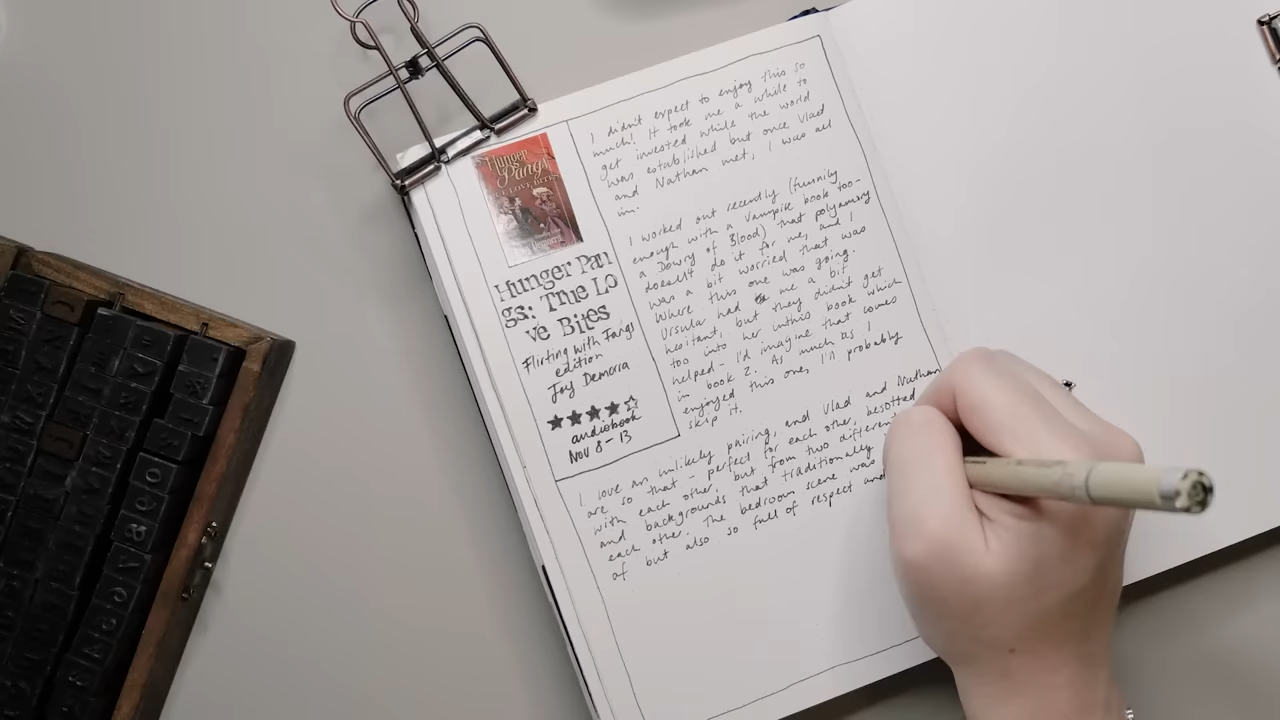 Hunger
Pangs
TRUE LOVE BITES
Joy Demorra
Hunger Pan
gs: True Lo
ve Bites
Flirting with Fangs
edition
Joy Demorra
★★★★☆
audiobook
Nov 8-13
I didn't expect to enjoy this so
much! It took me a while to
get invested while the world
was established but once Vlad
and Nathan met, I was all
in.
I worked out recently (funnily
enough with a vampire book too-
a Dowry of Blood) that polyamory
doesn't do it for me, and I
was a bit worried that was
where this one was going.
Ursula had me a bit
hesitant, but they didn't get
too into her in this book which
helped - I'd imagine that comes
in book 2. As much as I
enjoyed this one, I'm probably
skip it.
I love an unlikely pairing, and Vlad and Nathan
are so that - perfect for each other, besotted
with each other, but from two different
and backgrounds that traditionally
each other. The bedroom scene was
af but also so full of respect and